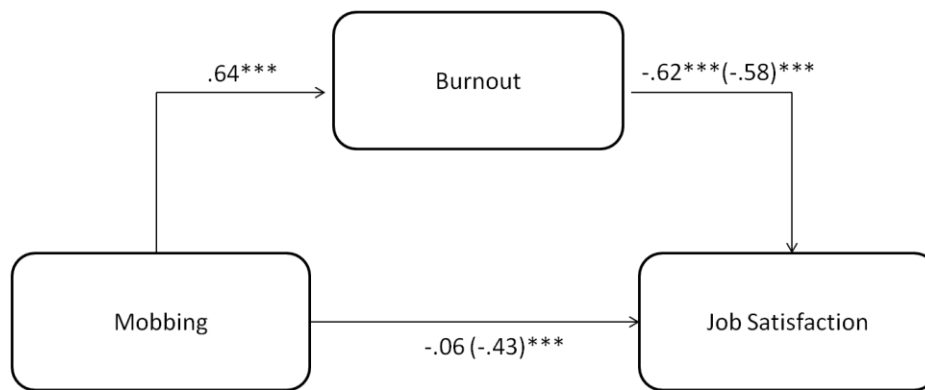 Burnout
.64***
-.62***(-.58)***
Mobbing
Job Satisfaction
-.06 (-.43)***